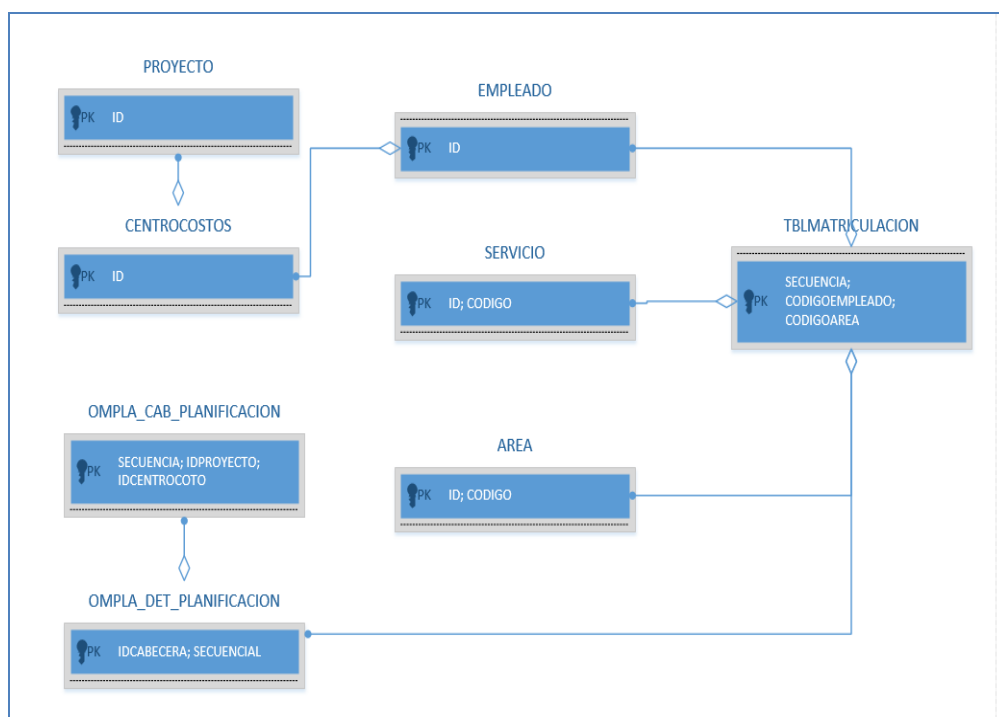 PROYECTO
PK ID
EMPLEADO
PK ID
CENTROCOSTOS
PK ID
SERVICIO
PK ID; CODIGO
TBLMATRICULACION
PK SECUENCIA;
CODIGOEMPLEADO;
CODIGOAREA
OMPLA_CAB_PLANIFICACION
PK SECUENCIA; IDPROYECTO;
IDCENTROCOTO
AREA
PK ID; CODIGO
OMPLA_DET_PLANIFICACION
PK IDCABECERA; SECUENCIAL